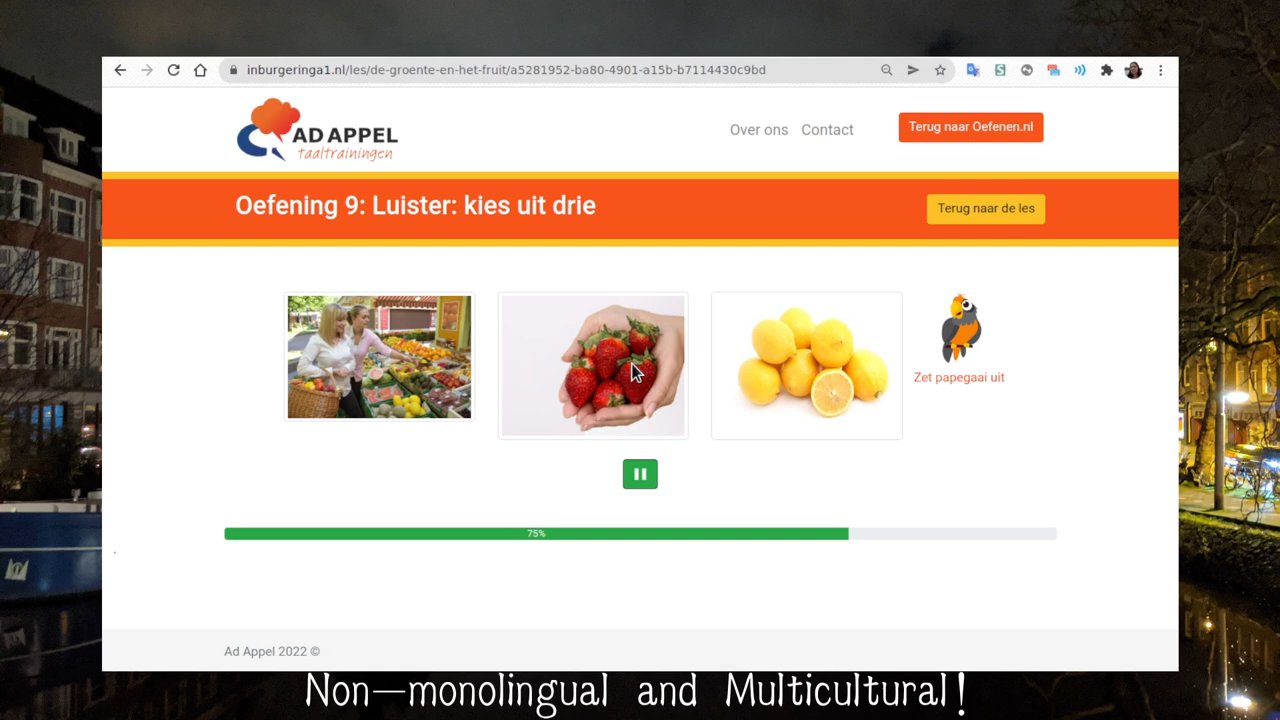 inburgeringa1.nl/les/de-groente-en-het-fruit/a5281952-ba80-4901-a15b-b7114430c9bd
AD APPEL
taaltrainingen
Over ons
Contact
Terug naar Oefenen.nl
Oefening 9: Luister: kies uit drie
Terug naar de les
Zet papegaai uit
75%
Ad Appel 2022 ©
Non-monolingual and Multicultural!